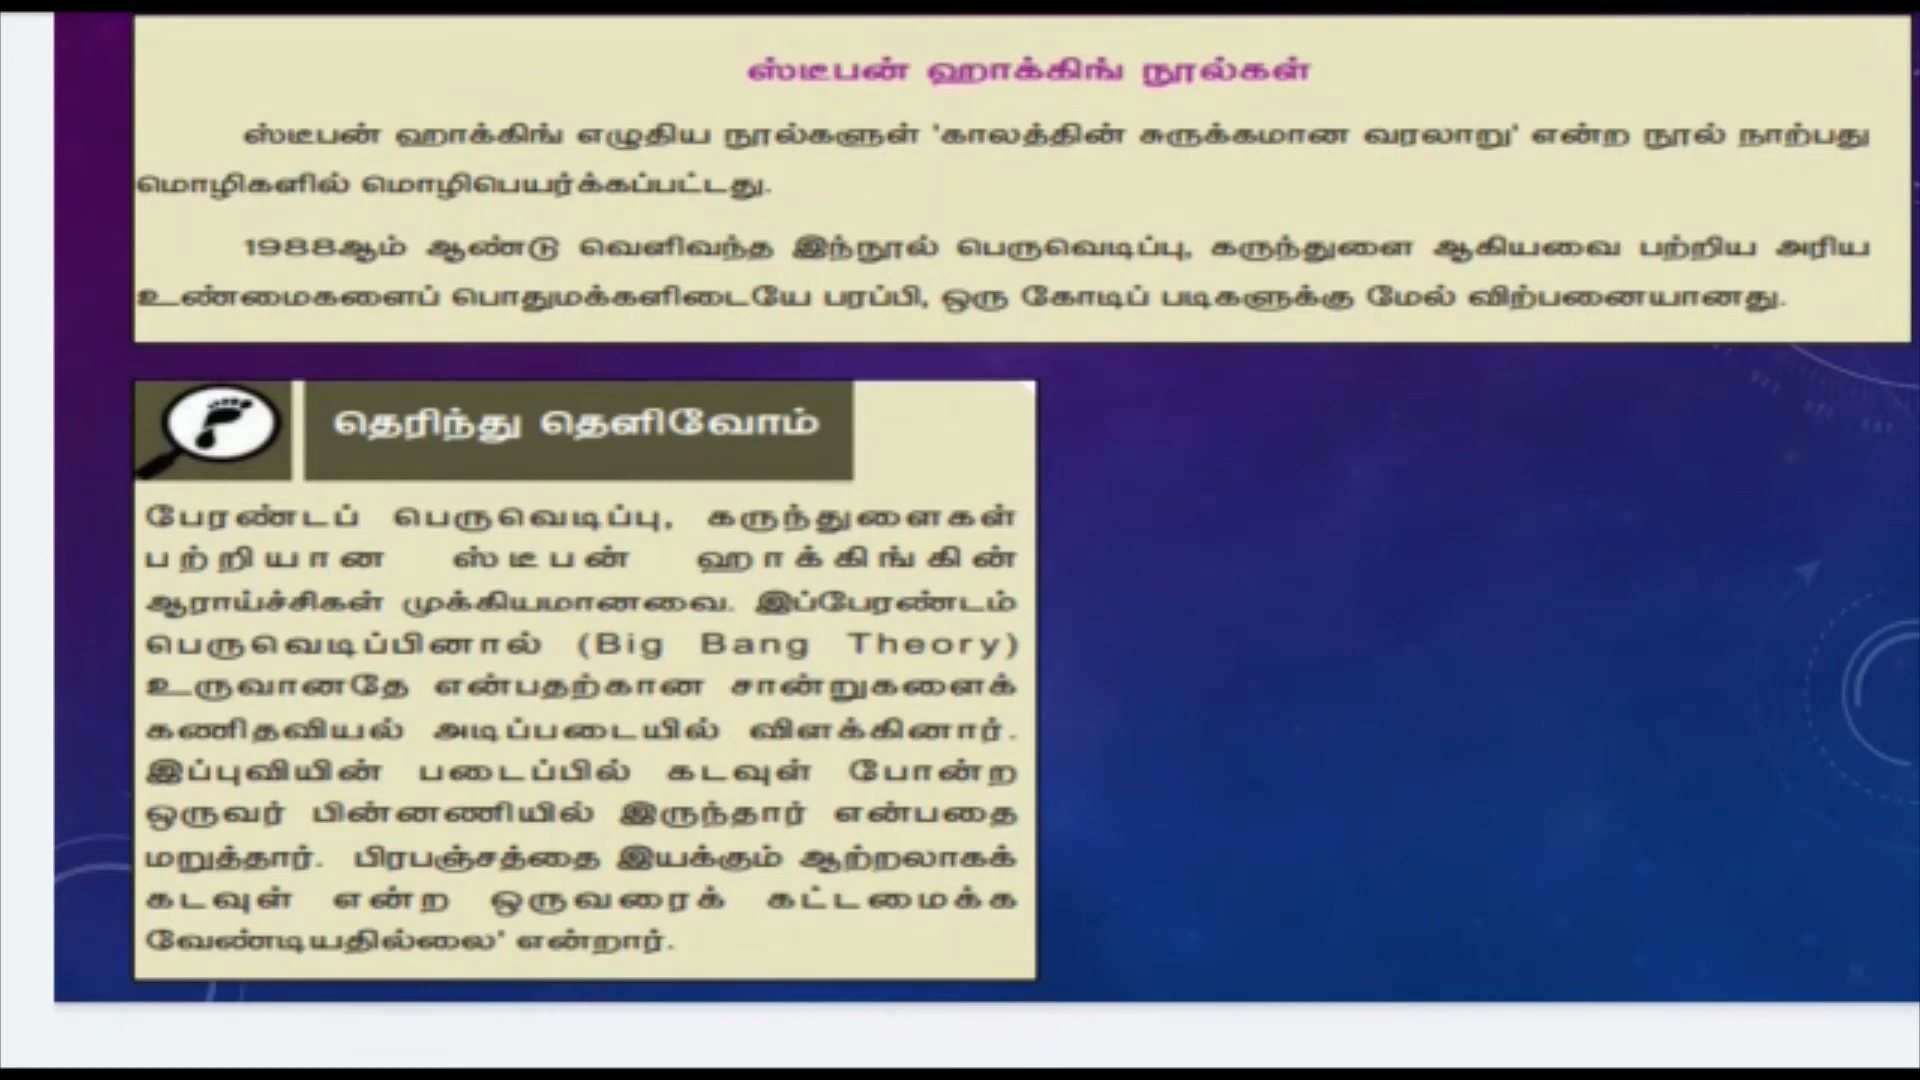 ஸ்டீபன் ஹாக்கிங் நூல்கள்
ஸ்டீபன் ஹாக்கிங் எழுதிய நூல்களுள் 'காலத்தின் சுருக்கமான வரலாறு' என்ற நூல் நாற்பது
மொழிகளில் மொழிபெயர்க்கப்பட்டது.
1988ஆம் ஆண்டு வெளிவந்த இந்நூல் பெருவெடிப்பு, கருந்துளை ஆகியவை பற்றிய அரிய
உண்மைகளைப் பொதுமக்களிடையே பரப்பி, ஒரு கோடிப் படிகளுக்கு மேல் விற்பனையானது.
தெரிந்து தெளிவோம்
பேரண்டப் பெருவெடிப்பு, கருந்துளைகள்
பற்றியான ஸ்டீபன் ஹாக்கிங்கின்
ஆராய்ச்சிகள் முக்கியமானவை. இப்பேரண்டம்
பெருவெடிப்பினால் (Big Bang Theory)
உருவானதே என்பதற்கான சான்றுகளைக்
கணிதவியல் அடிப்படையில் விளக்கினார்.
இப்புவியின் படைப்பில் கடவுள் போன்ற
ஒருவர் பின்னணியில் இருந்தார் என்பதை
மறுத்தார். பிரபஞ்சத்தை இயக்கும் ஆற்றலாகக்
கடவுள் என்ற ஒருவரைக் கட்டமைக்க
வேண்டியதில்லை' என்றார்.